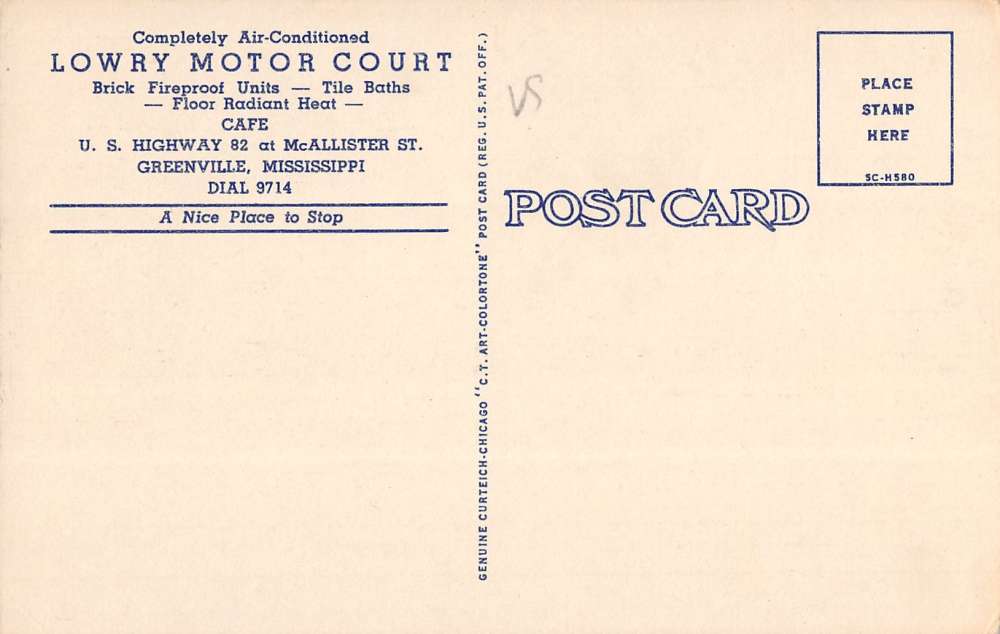 Completely Air-Conditioned
LOWRY MOTOR COURT
Brick Fireproof Units — Tile Baths
— Floor Radiant Heat —
CAFE
U. S. HIGHWAY 82 at McALLISTER ST.
GREENVILLE, MISSISSIPPI
DIAL 9714
A Nice Place to Stop
GENUINE CURTEICH-CHICAGO "C.T. ART-COLORTONE" POST CARD (REG. U.S. PAT. OFF.)
VS
POST CARD
PLACE
STAMP
HERE
5C-H580